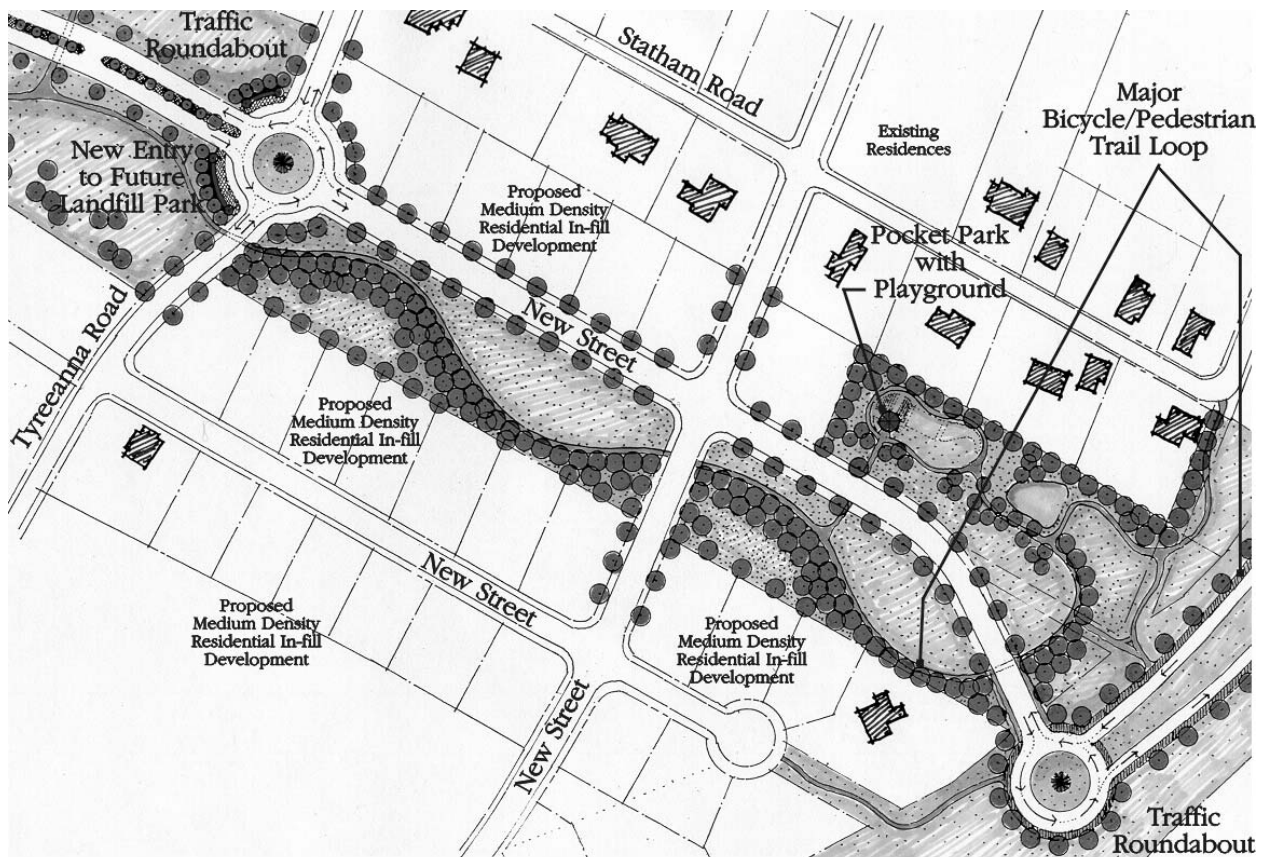 Traffic
Roundabout
Statham Road
Major
Bicycle/Pedestrian
Trail Loop
Existing
Residences
New Entry
to Future
Landfill Park
Proposed
Medium Density
Residential In-fill
Development
Pocket Park
with
Playground
New Street
Tyreeanna Road
Proposed
Medium Density
Residential In-fill
Development
New Street
Proposed
Medium Density
Residential In-fill
Development
Proposed
Medium Density
Residential In-fill
Development
New Street
Traffic
Roundabout